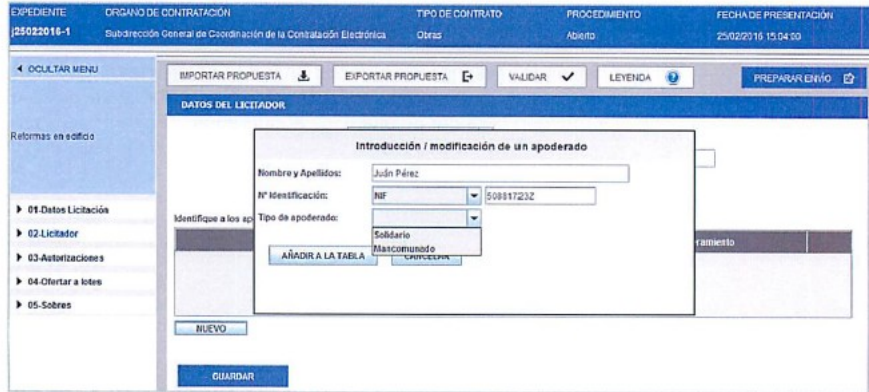 EXPEDIENTE ORGANO DE CONTRATACIÓN TIPO DE CONTRATO PROCEDIMIENTO FECHA DE PRESENTACIÓN
j25022016-1 Subdirección General de Coordinación de la Contratación Electrónica Obras Abierto 25/02/2016 15:04:00
OCULTAR MENU
IMPORTAR PROPUESTA EXPORTAR PROPUESTA VALIDAR LEYENDA PREPARAR ENVÍO
DATOS DEL LICITADOR
Reformas en edificio
Introducción / modificación de un apoderado
Nombre y Apellidos: Juán Pérez
Nº Identificación: NIF 50881723Z
01-Datos Licitación
Identifique a los ap Tipo de apoderado:
02-Licitador
Solidario
Mancomunado
ramiento
03-Autorizaciones
AÑADIR A LA TABLA CANCELAR
04-Ofertar a lotes
05-Sobres
NUEVO
GUARDAR